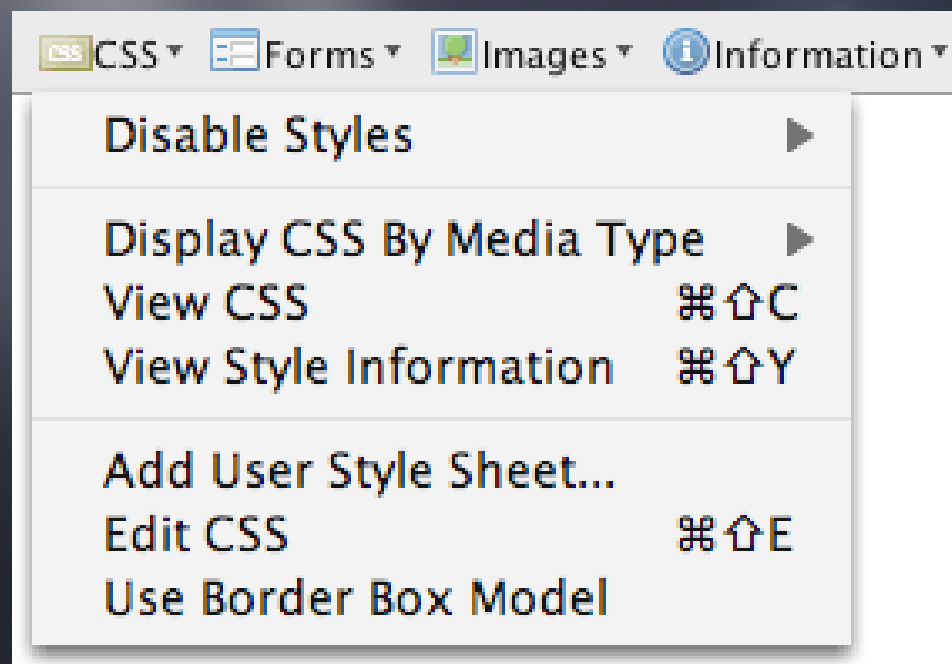 CSS Forms Images Information
Disable Styles
Display CSS By Media Type
View CSS ⌘⇧C
View Style Information ⌘⇧Y
Add User Style Sheet...
Edit CSS ⌘⇧E
Use Border Box Model